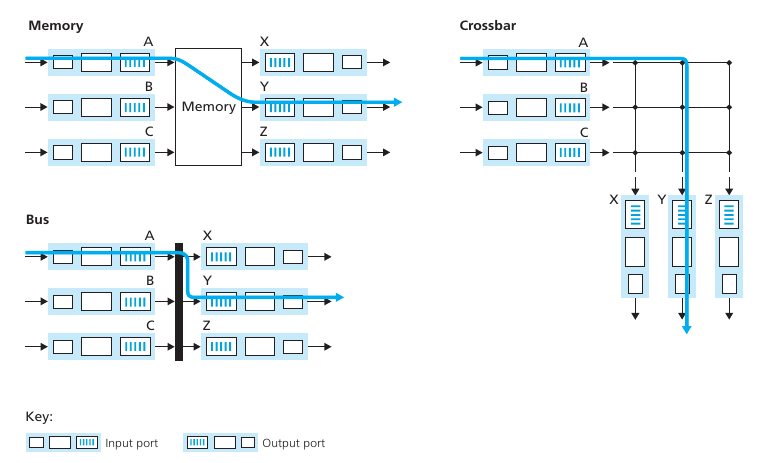 Memory
A
B
C
Memory
X
Y
Z
Crossbar
A
B
C
X
Y
Z
Bus
A
B
C
X
Y
Z
Key:
Input port
Output port